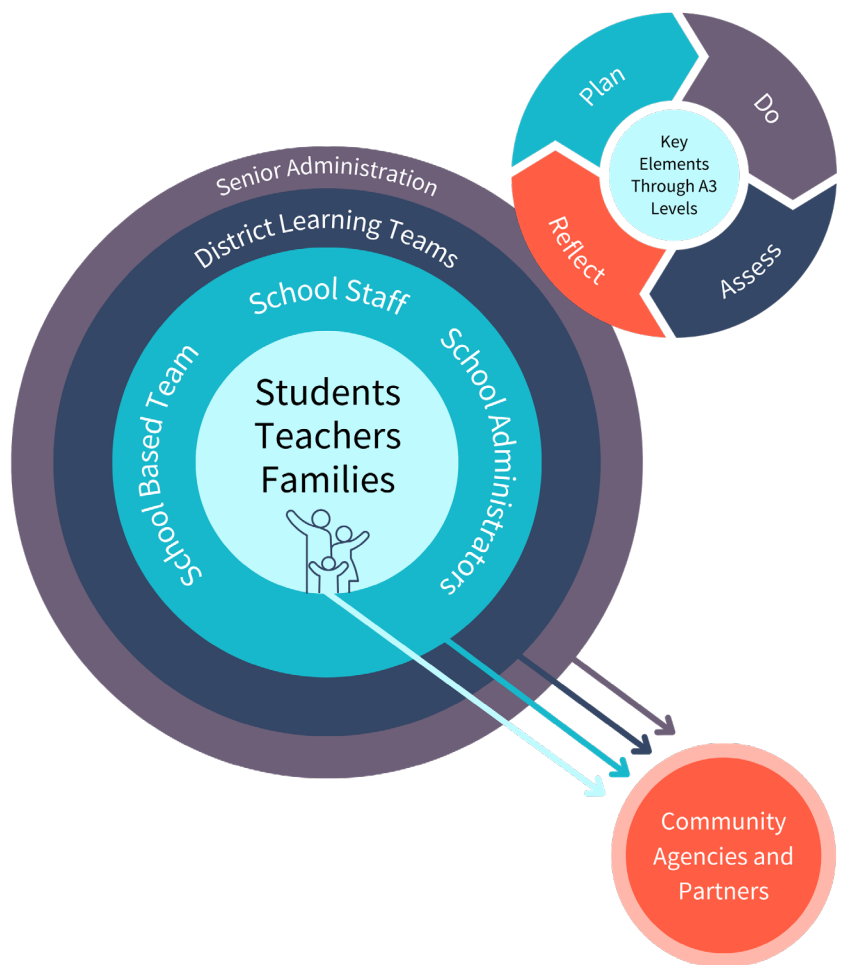 Plan
Do
Key
Elements
Through A3
Levels
Reflect
Assess
Senior Administration
District Learning Teams
School Staff
School Based Team
School Administrators
Students
Teachers
Families
Community
Agencies and
Partners